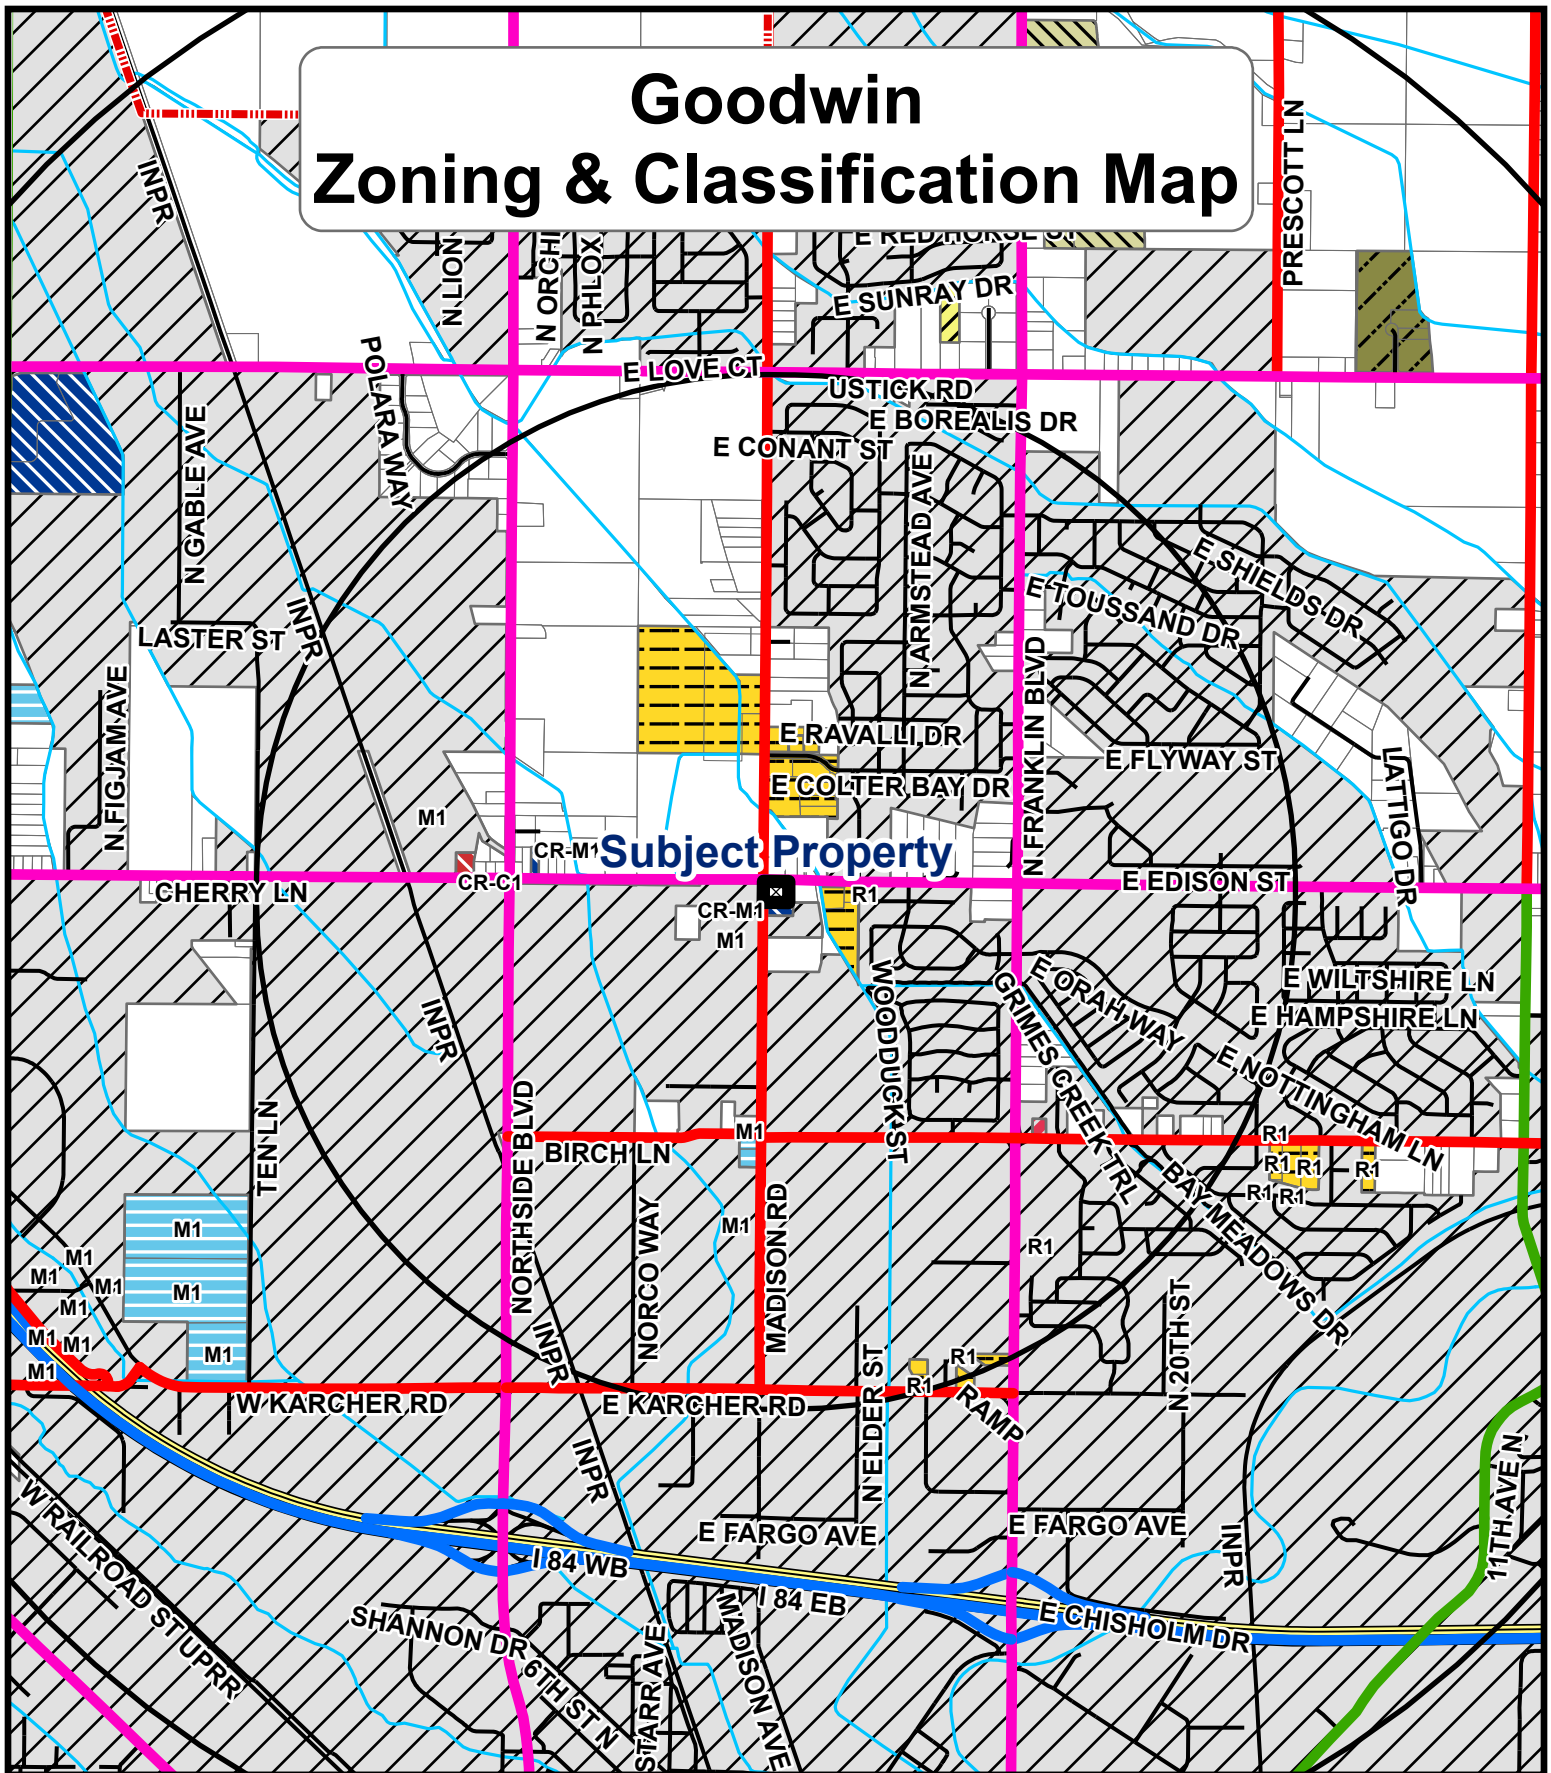 Goodwin
Zoning & Classification Map
INPR
PRESCOTT LN
N LION
N ORCHI
N PHLOX
E RED HORSE ST
E SUNRAY DR
POLARA WAY
E LOVE CT
USTICK RD
E BOREALIS DR
E CONANT ST
N GABLE AVE
N ARMSTEAD AVE
E SHIELDS DR
E TOUSSAND DR
LASTER ST
INPR
N FIGJAM AVE
N FRANKLIN BLVD
E RAVALLI DR
E FLYWAY ST
E COLTER BAY DR
LATTIGO DR
M1
CR-M1
Subject Property
CR-C1
CHERRY LN
E EDISON ST
R1
CR-M1
M1
WOODDUCK ST
E ORAH WAY
E WILTSHIRE LN
E HAMPSHIRE LN
GRIMES CREEK TRL
INPR
E NOTTINGHAM LN
TEN LN
NORTHSIDE BLVD
BIRCH LN
M1
R1
R1
R1
R1
R1
R1
BAY MEADOWS DR
M1
M1
R1
NORCO WAY
MADISON RD
M1
M1
M1
M1
M1
M1
M1
M1
M1
INPR
N 20TH ST
N ELDER ST
R1
R1
RAMP
W KARCHER RD
E KARCHER RD
INPR
11TH AVE N
E FARGO AVE
E FARGO AVE
INPR
W RAILROAD ST
UPRR
I 84 WB
I 84 EB
E CHISHOLM DR
SHANNON DR
6TH ST N
STARR AVE
MADISON AVE